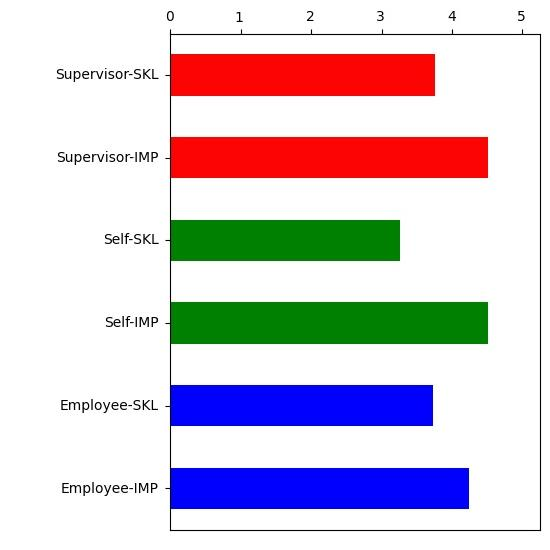 0 1 2 3 4 5
Supervisor-SKL
Supervisor-IMP
Self-SKL
Self-IMP
Employee-SKL
Employee-IMP